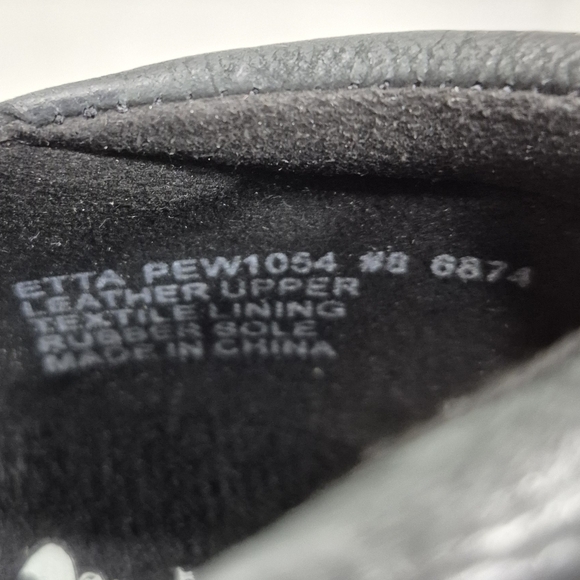 ETTA PEW1054 #8 6874
LEATHER UPPER
TEXTILE LINING
RUBBER SOLE
MADE IN CHINA